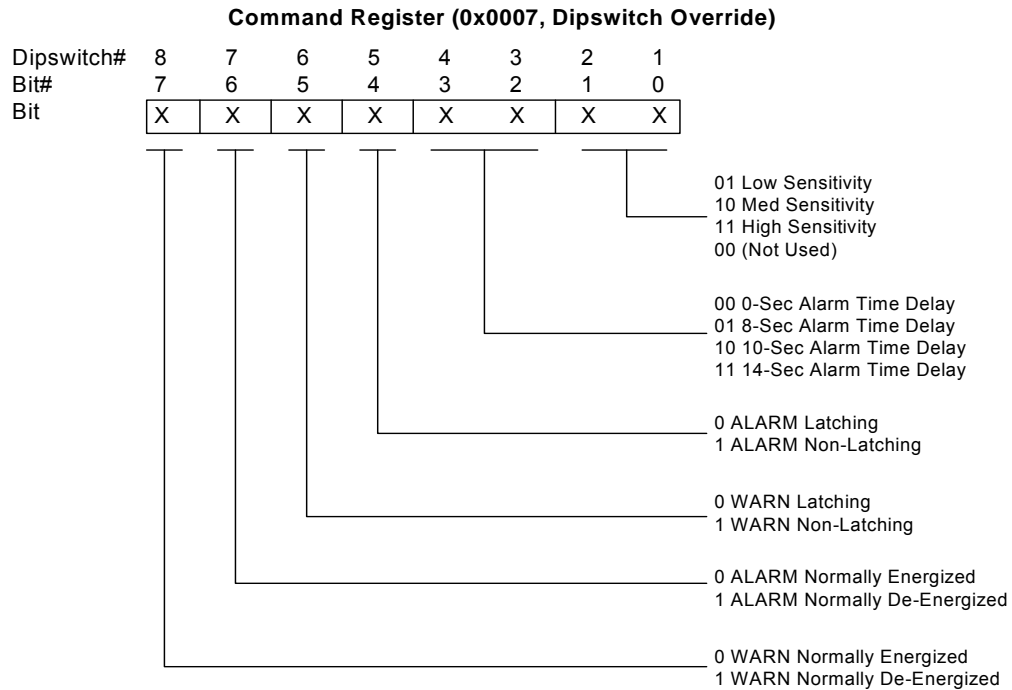 Command Register (0x0007, Dipswitch Override)
Dipswitch# 8 7 6 5 4 3 2 1
Bit# 7 6 5 4 3 2 1 0
Bit X X X X X X X X
01 Low Sensitivity
10 Med Sensitivity
11 High Sensitivity
00 (Not Used)
00 0-Sec Alarm Time Delay
01 8-Sec Alarm Time Delay
10 10-Sec Alarm Time Delay
11 14-Sec Alarm Time Delay
0 ALARM Latching
1 ALARM Non-Latching
0 WARN Latching
1 WARN Non-Latching
0 ALARM Normally Energized
1 ALARM Normally De-Energized
0 WARN Normally Energized
1 WARN Normally De-Energized